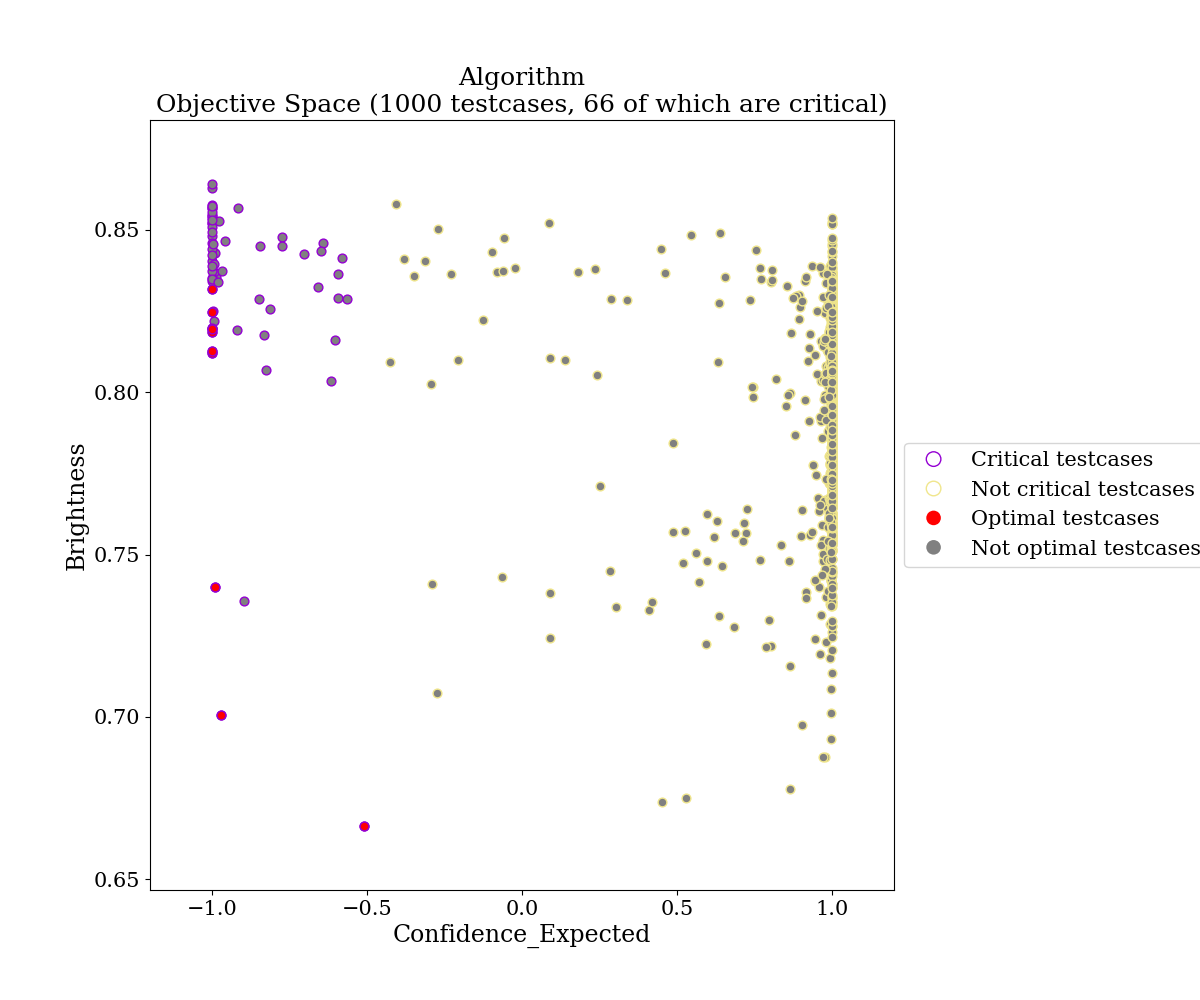 Algorithm
Objective Space (1000 testcases, 66 of which are critical)
0.85
0.80
0.75
0.70
0.65
Brightness
−1.0 −0.5 0.0 0.5 1.0
Confidence_Expected
Critical testcases
Not critical testcases
Optimal testcases
Not optimal testcases